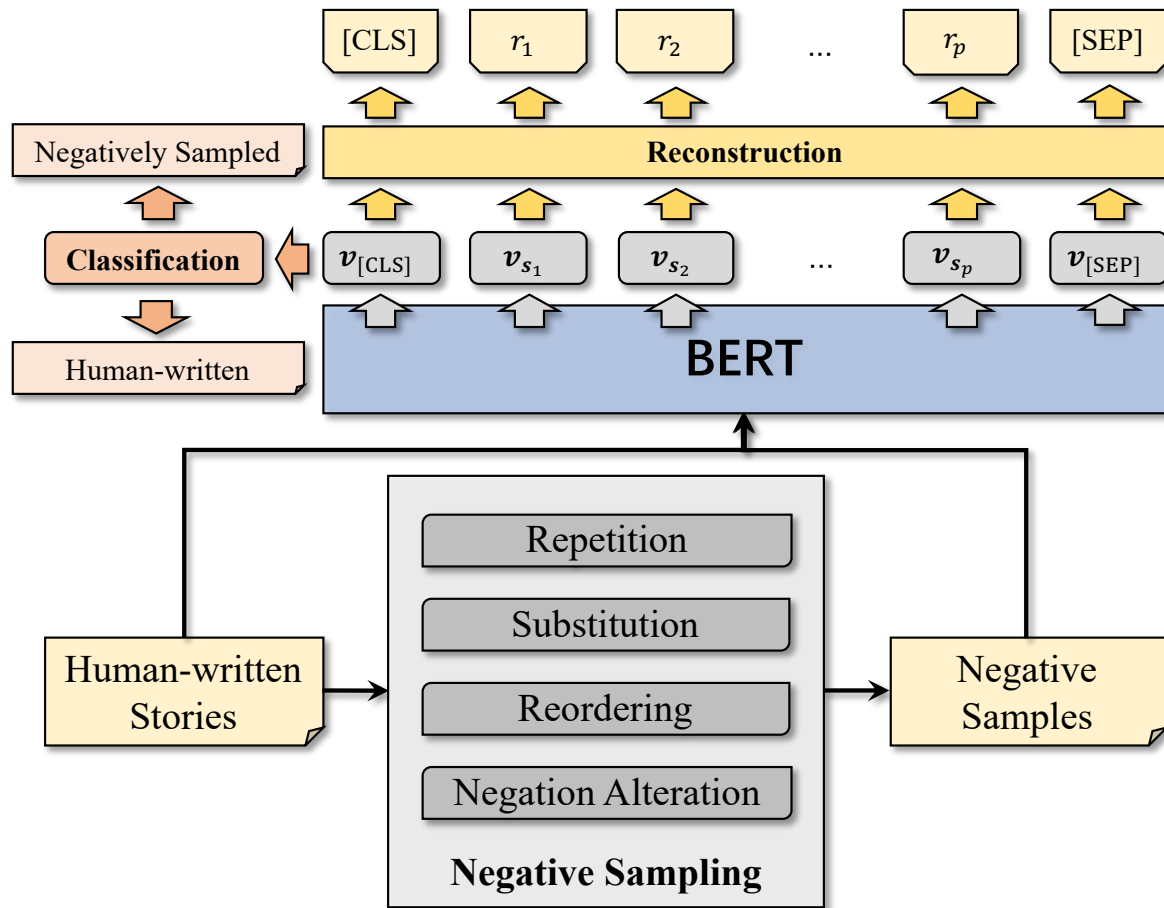 [CLS] r₁ r₂ ... rₚ [SEP]
Negatively Sampled
Reconstruction
Classification
v[CLS] vs₁ vs₂ ... vsₚ v[SEP]
Human-written
BERT
Repetition
Substitution
Reordering
Negation Alteration
Negative Sampling
Human-written
Stories
Negative
Samples